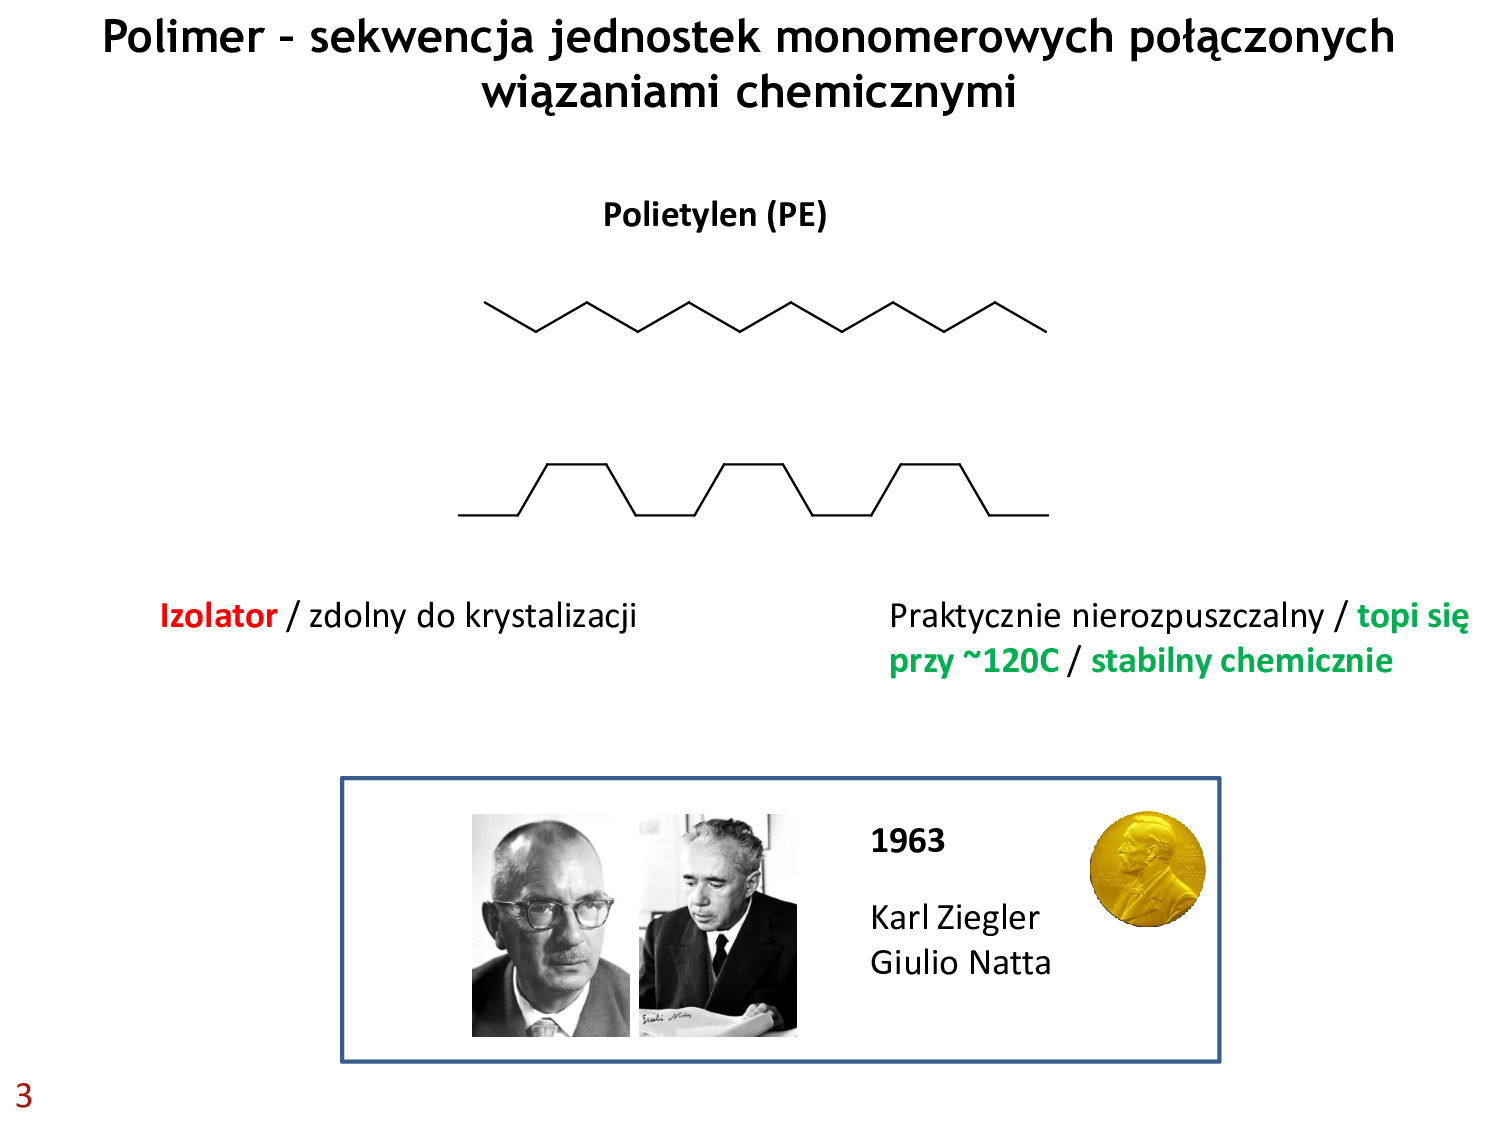 Polimer – sekwencja jednostek monomerowych połączonych
wiązaniami chemicznymi
Polietylen (PE)
Izolator / zdolny do krystalizacji
Praktycznie nierozpuszczalny / topi się
przy ~120C / stabilny chemicznie
1963
Karl Ziegler
Giulio Natta
3